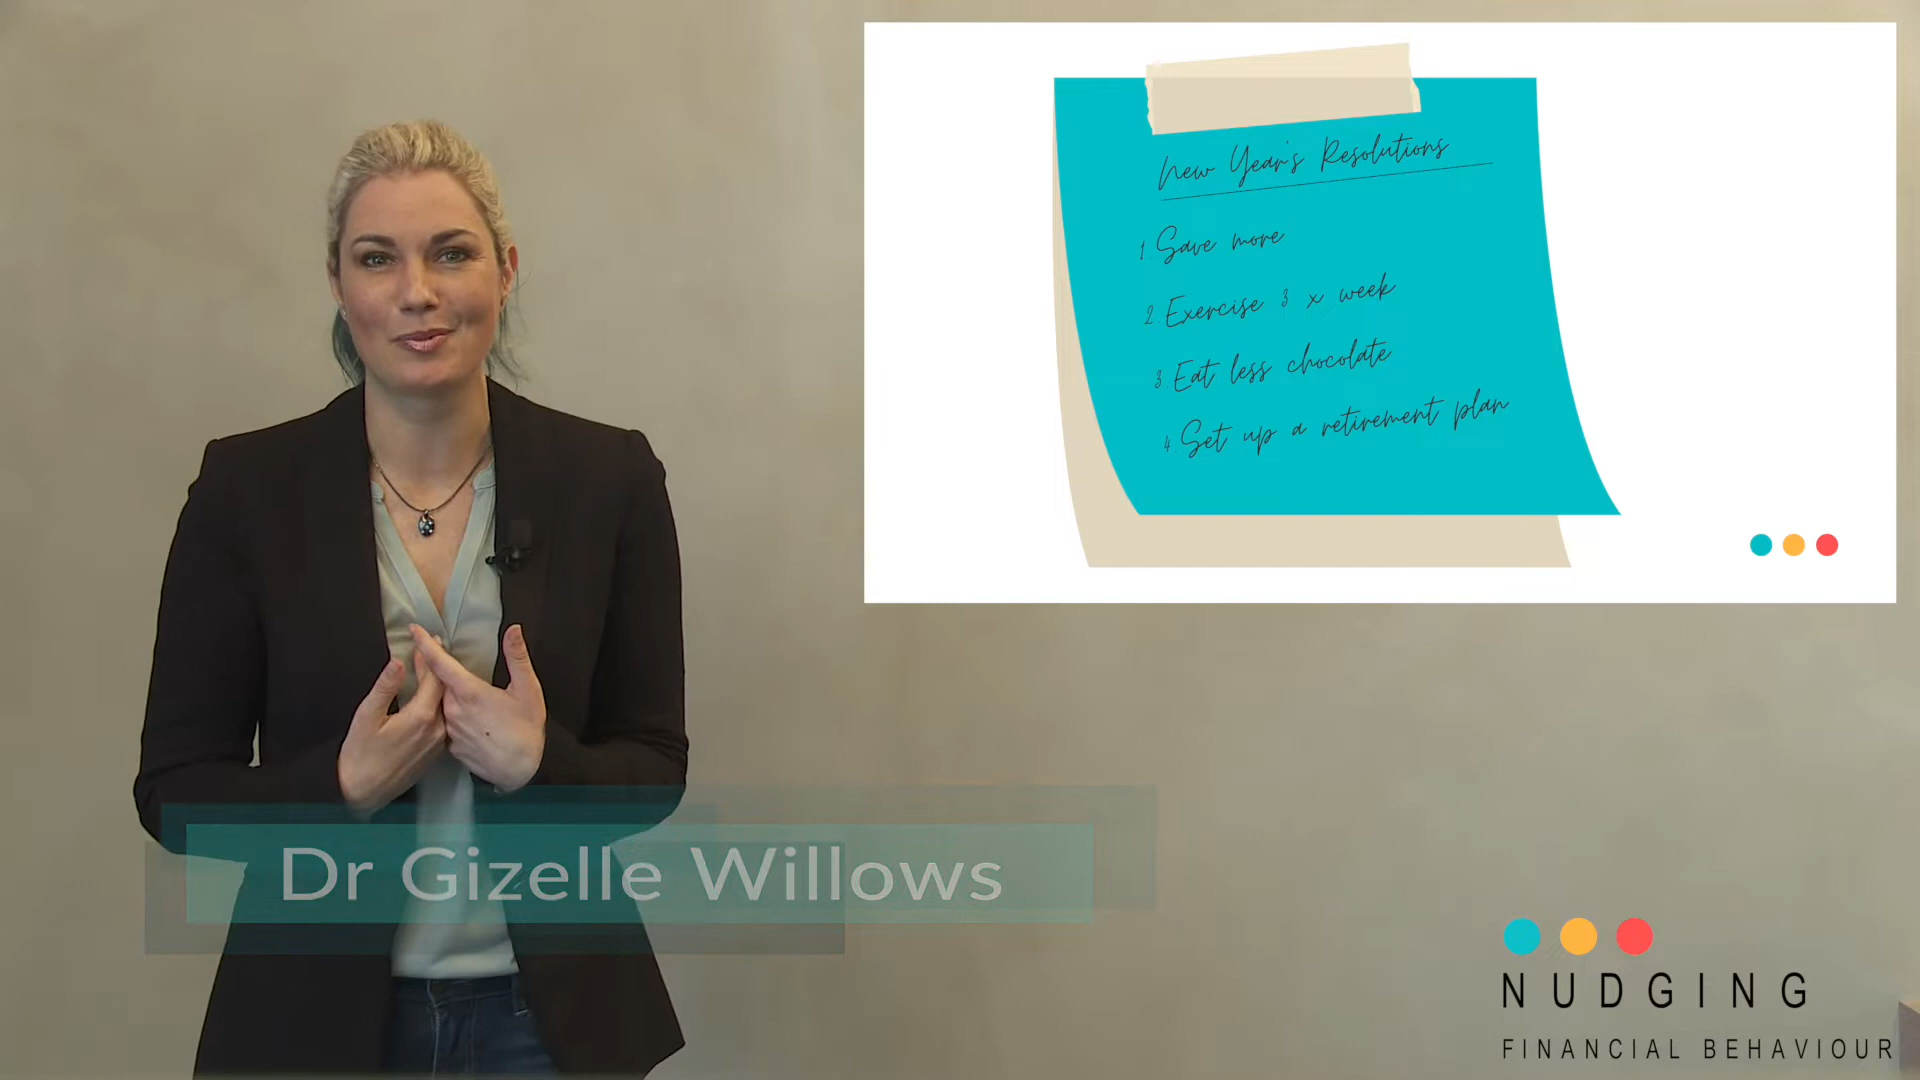 New Year's Resolutions
1. Save more
2. Exercise 3 x week
3. Eat less chocolate
4. Set up a retirement plan
Dr Gizelle Willows
NUDGING
FINANCIAL BEHAVIOUR